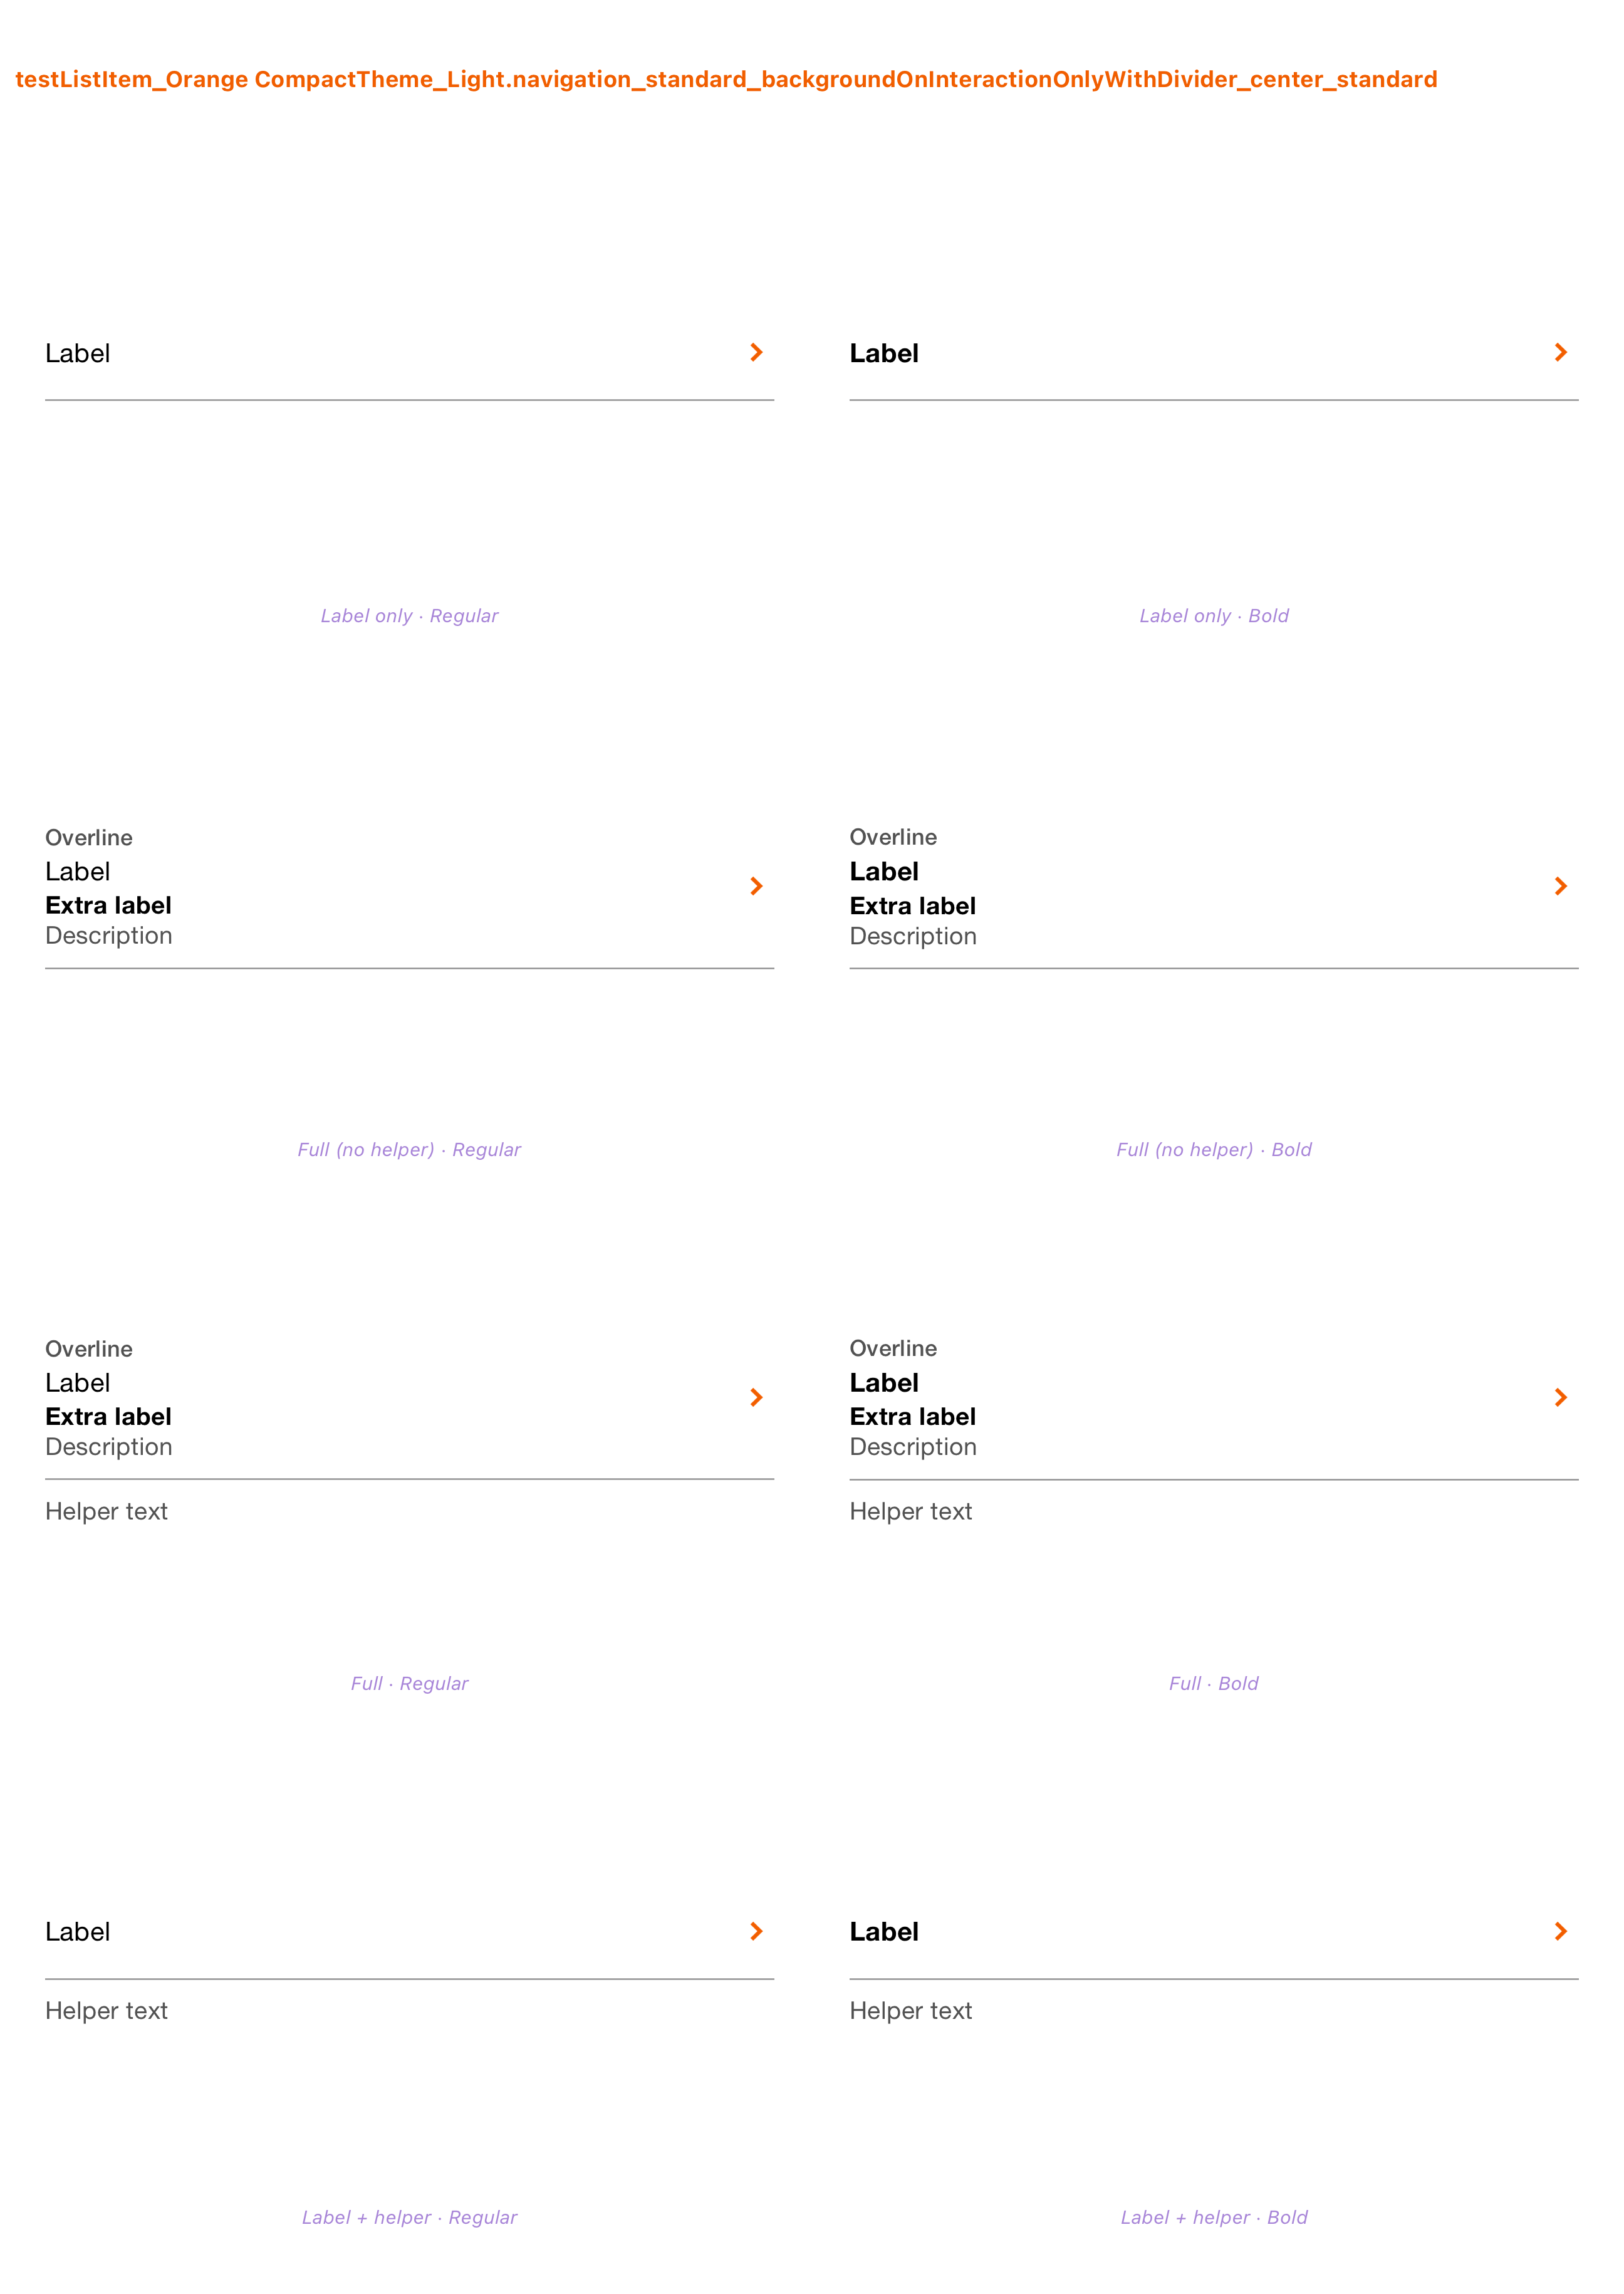 testListItem_Orange CompactTheme_Light.navigation_standard_backgroundOnInteractionOnlyWithDivider_center_standard
Label
Label
Label only · Regular
Label only · Bold
Overline
Label
Extra label
Description
Overline
Label
Extra label
Description
Full (no helper) · Regular
Full (no helper) · Bold
Overline
Label
Extra label
Description
Helper text
Overline
Label
Extra label
Description
Helper text
Full · Regular
Full · Bold
Label
Helper text
Label
Helper text
Label + helper · Regular
Label + helper · Bold